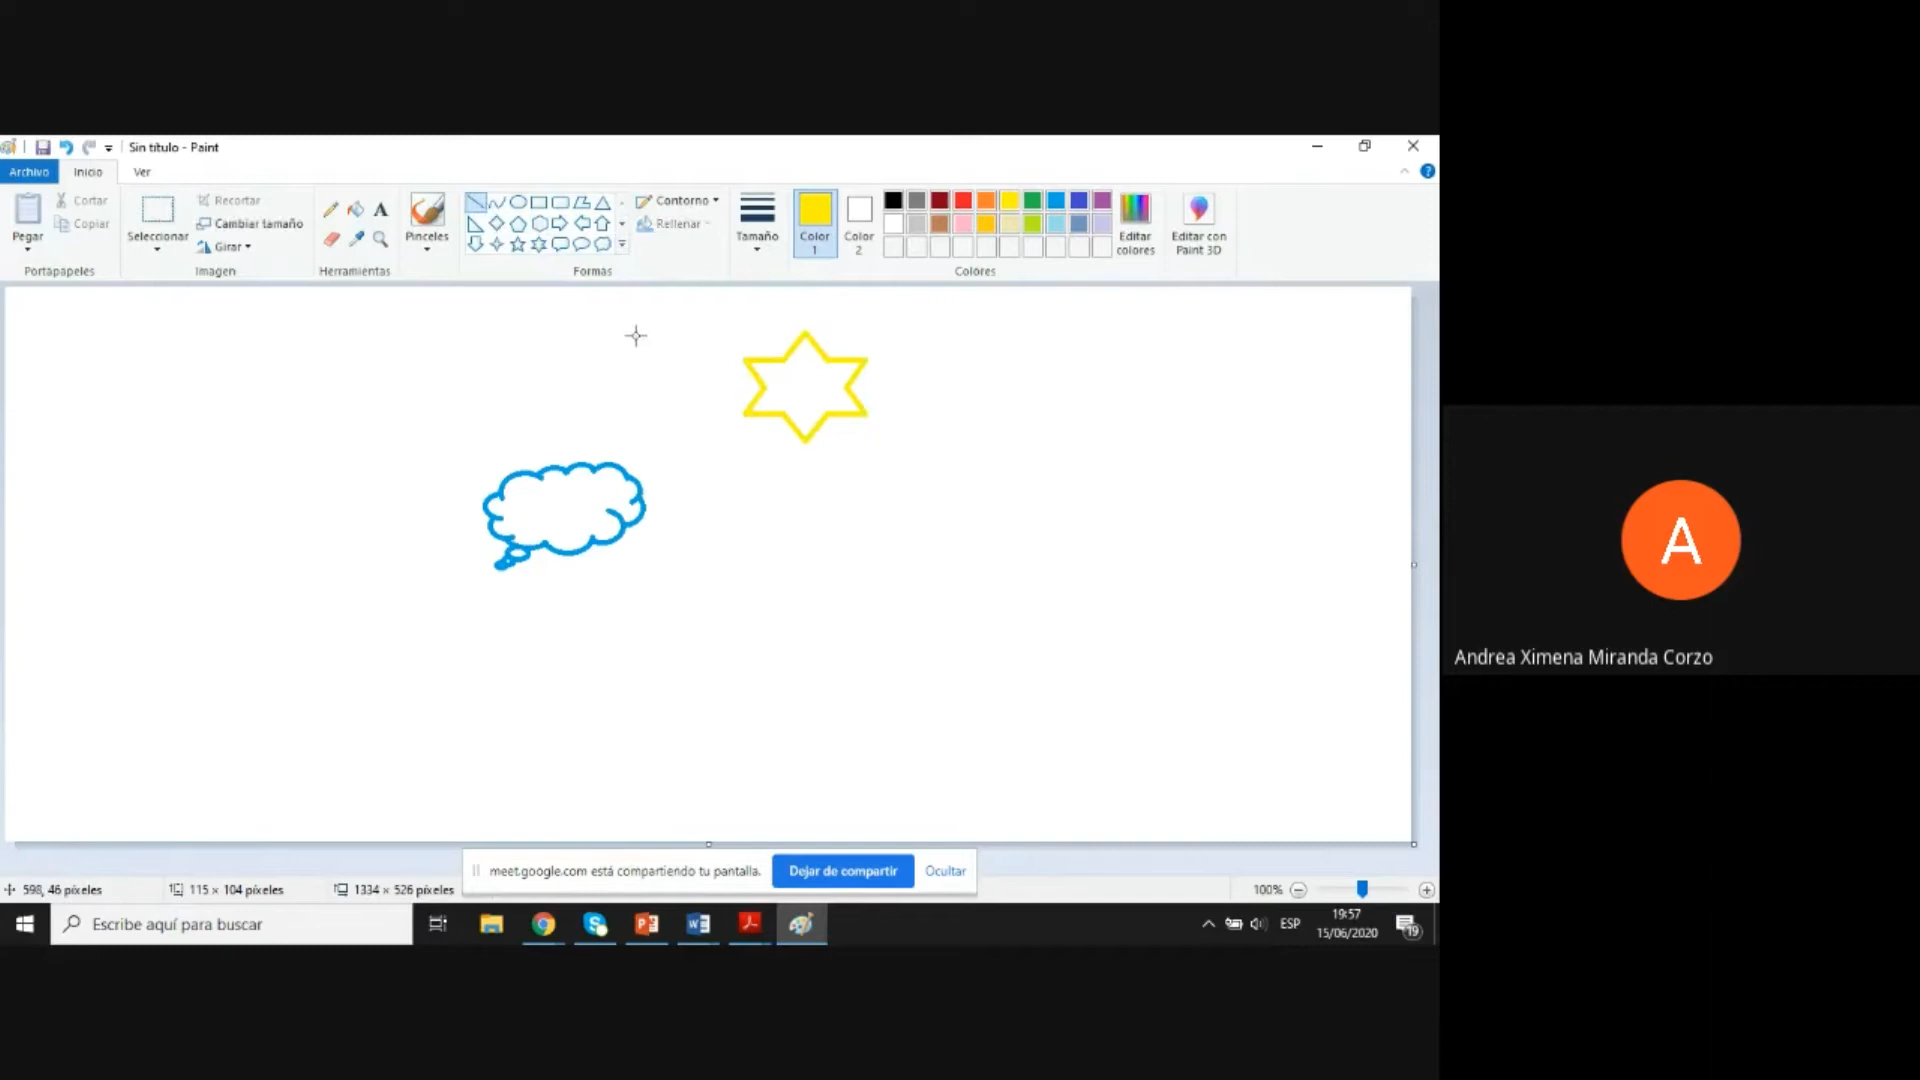 Sin título - Paint
Archivo Inicio Ver
Pegar
Cortar
Copiar
Portapapeles
Seleccionar
Recortar
Cambiar tamaño
Girar
Imagen
A
Herramientas
Pinceles
Formas
Contorno
Rellenar
Tamaño
Color
1
Color
2
Colores
Editar
colores
Editar con
Paint 3D
A
Andrea Ximena Miranda Corzo
meet.google.com está compartiendo tu pantalla. Dejar de compartir Ocultar
598, 46 píxeles 115 × 104 píxeles 1334 × 526 píxeles 100%
Escribe aquí para buscar
ESP
19:57
15/06/2020
19